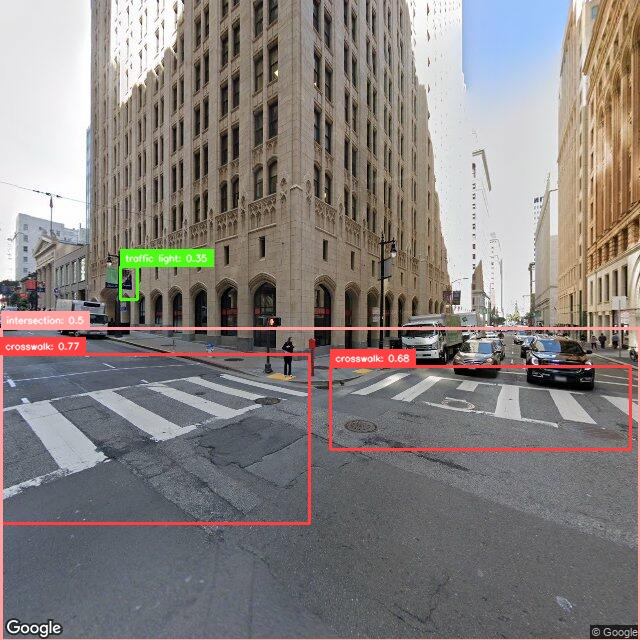 traffic light: 0.35
intersection: 0.5
crosswalk: 0.77
crosswalk: 0.68
Google
© Google